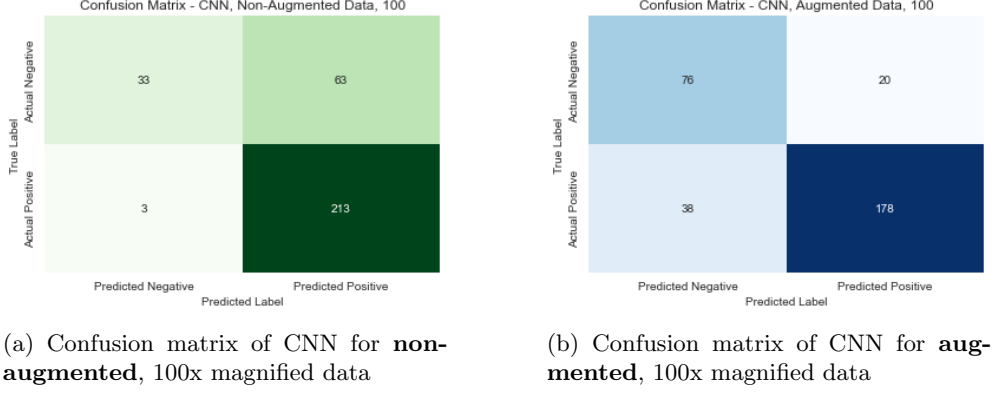 Confusion Matrix - CNN, Non-Augmented Data, 100
Actual Negative
33
63
True Label
Actual Positive
3
213
Predicted Negative
Predicted Positive
Predicted Label
(a) Confusion matrix of CNN for non-
augmented, 100x magnified data
Confusion Matrix - CNN, Augmented Data, 100
Actual Negative
76
20
True Label
Actual Positive
38
178
Predicted Negative
Predicted Positive
Predicted Label
(b) Confusion matrix of CNN for aug-
mented, 100x magnified data